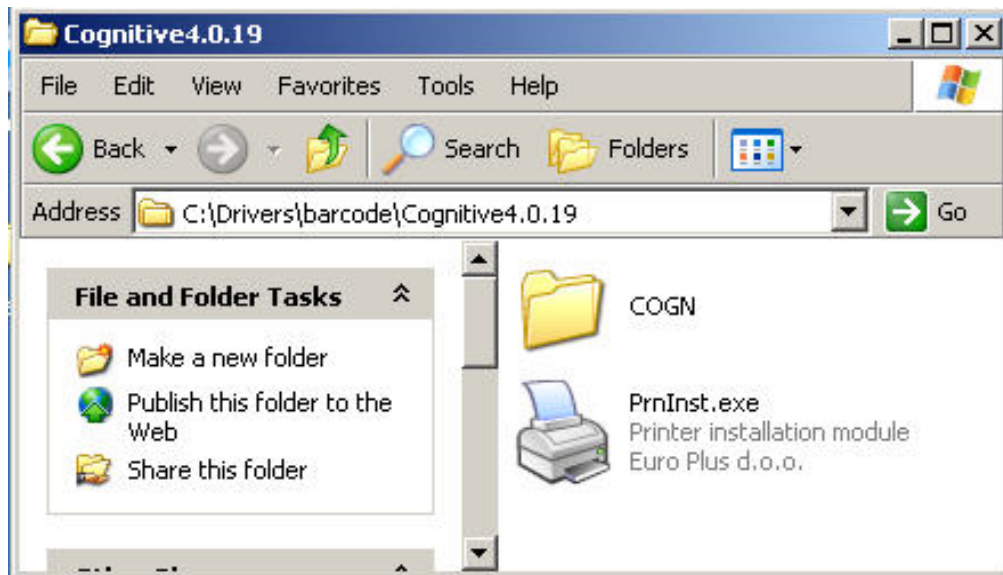 Cognitive4.0.19
File Edit View Favorites Tools Help
Back Search Folders
Address C:\Drivers\barcode\Cognitive4.0.19 Go
File and Folder Tasks
Make a new folder
Publish this folder to the
Web
Share this folder
COGN
PrnInst.exe
Printer installation module
Euro Plus d.o.o.